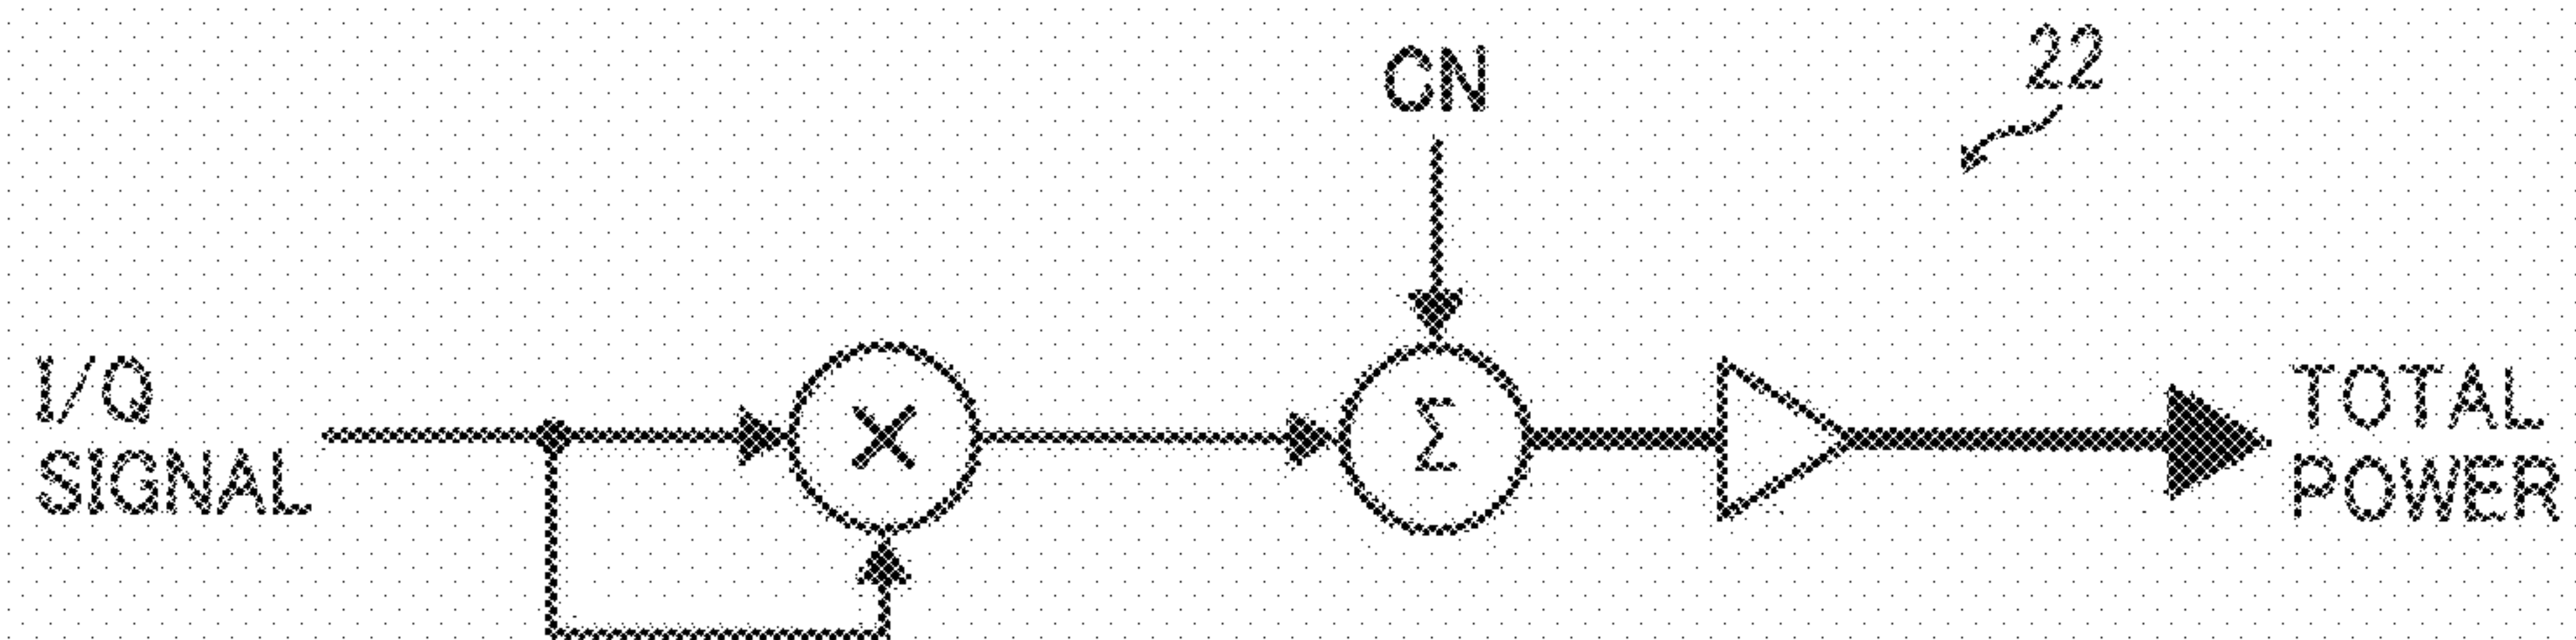 CN
22
I/Q
SIGNAL
×
Σ
TOTAL
POWER